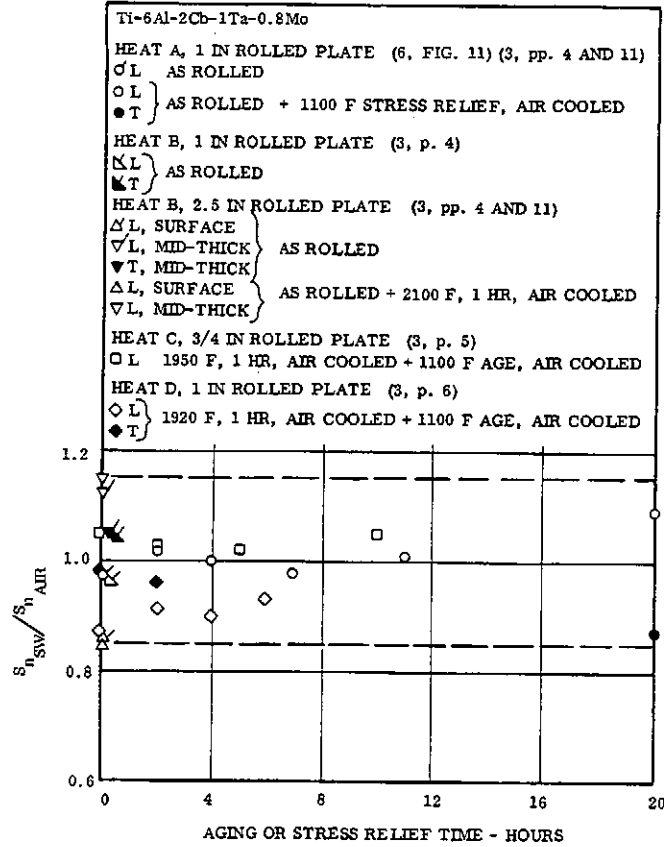 Ti-6Al-2Cb-1Ta-0.8Mo
HEAT A, 1 IN ROLLED PLATE (6, FIG. 11) (3, pp. 4 AND 11)
L AS ROLLED
L
T
AS ROLLED + 1100 F STRESS RELIEF, AIR COOLED
HEAT B, 1 IN ROLLED PLATE (3, p. 4)
L
T
AS ROLLED
HEAT B, 2.5 IN ROLLED PLATE (3, pp. 4 AND 11)
L, SURFACE
L, MID-THICK
T, MID-THICK
AS ROLLED
L, SURFACE
L, MID-THICK
AS ROLLED + 2100 F, 1 HR, AIR COOLED
HEAT C, 3/4 IN ROLLED PLATE (3, p. 5)
L 1950 F, 1 HR, AIR COOLED + 1100 F AGE, AIR COOLED
HEAT D, 1 IN ROLLED PLATE (3, p. 6)
L
T
1920 F, 1 HR, AIR COOLED + 1100 F AGE, AIR COOLED
1.2
1.0
0.8
0.6
SnSW/SnAIR
0 4 8 12 16 20
AGING OR STRESS RELIEF TIME - HOURS